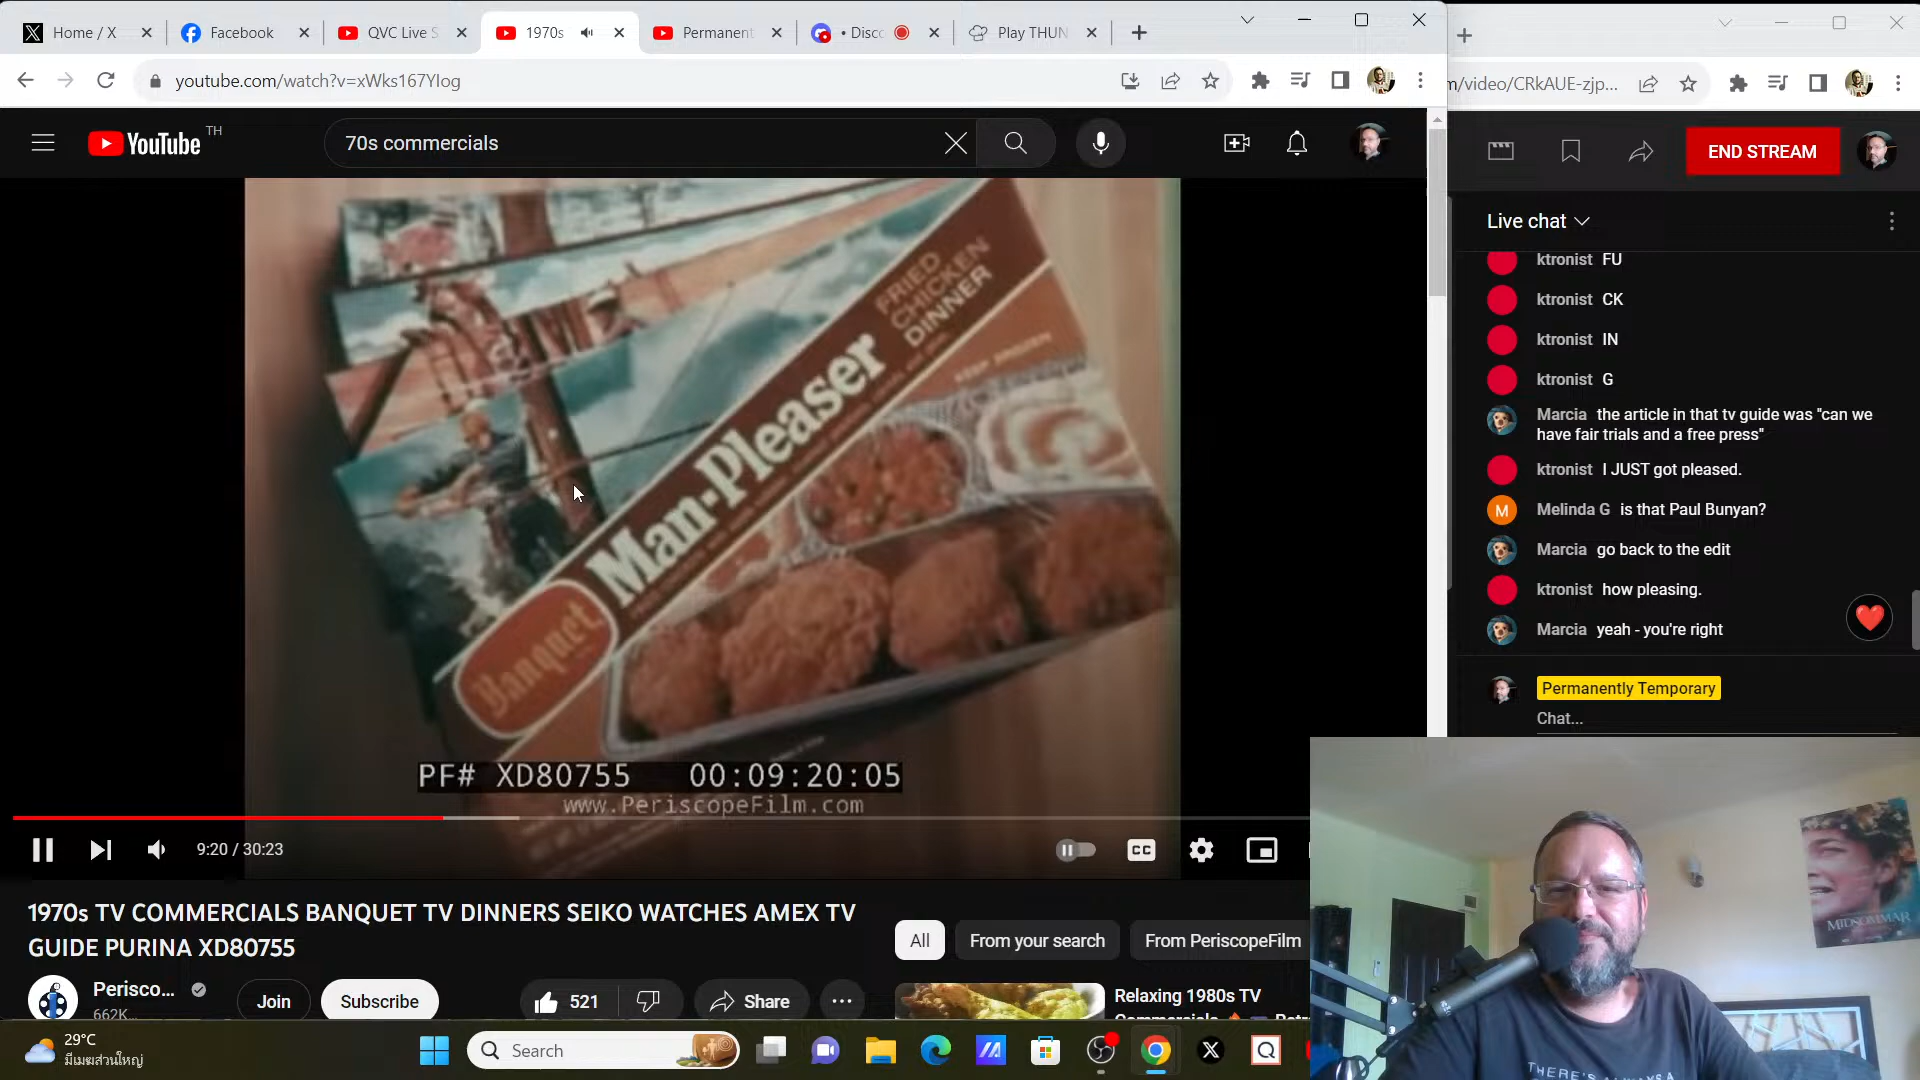 Home / X
Facebook
QVC Live S
1970s
Permanent
• Disco
Play THUN
youtube.com/watch?v=xWks167YIog
n/video/CRkAUE-zjp...
YouTube TH
70s commercials
END STREAM
Live chat
ktronist FU
ktronist CK
ktronist IN
ktronist G
Marcia the article in that tv guide was "can we
have fair trials and a free press"
ktronist I JUST got pleased.
Melinda G is that Paul Bunyan?
M
Marcia go back to the edit
ktronist how pleasing.
Marcia yeah - you're right
Permanently Temporary
Chat...
FRIED
CHICKEN
DINNER
Man-Pleaser
KEEP FROZEN
Banquet
PF# XD80755 00:09:20:05
www.PeriscopeFilm.com
9:20 / 30:23
CC
1970s TV COMMERCIALS BANQUET TV DINNERS SEIKO WATCHES AMEX TV
GUIDE PURINA XD80755
All
From your search
From PeriscopeFilm
Perisco...
662K...
Join
Subscribe
521
Share
Relaxing 1980s TV
MIDSOMMAR
THERE'S ALWAYS A
29°C
มีเมฆส่วนใหญ่
Search